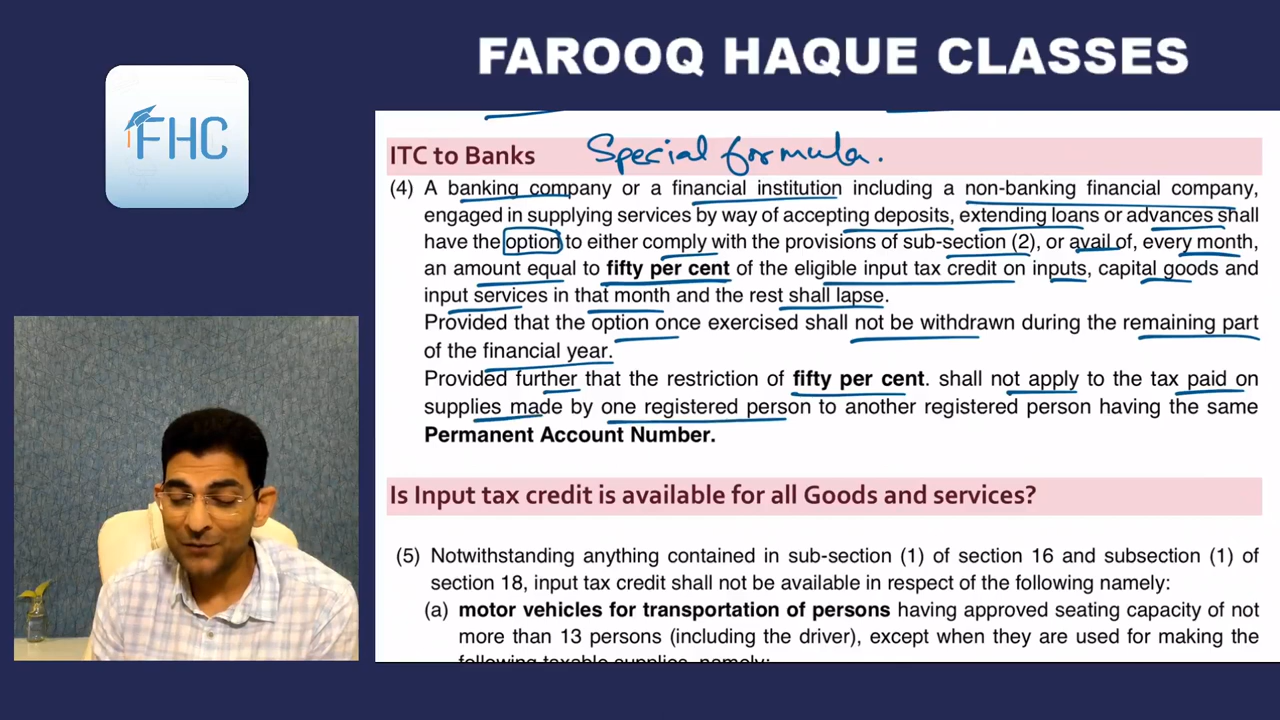 FAROOQ HAQUE CLASSES
FHC
ITC to Banks Special formula.
(4) A banking company or a financial institution including a non-banking financial company,
engaged in supplying services by way of accepting deposits, extending loans or advances shall
have the option to either comply with the provisions of sub-section (2), or avail of, every month,
an amount equal to fifty per cent of the eligible input tax credit on inputs, capital goods and
input services in that month and the rest shall lapse.
Provided that the option once exercised shall not be withdrawn during the remaining part
of the financial year.
Provided further that the restriction of fifty per cent. shall not apply to the tax paid on
supplies made by one registered person to another registered person having the same
Permanent Account Number.
Is Input tax credit is available for all Goods and services?
(5) Notwithstanding anything contained in sub-section (1) of section 16 and subsection (1) of
section 18, input tax credit shall not be available in respect of the following namely:
(a) motor vehicles for transportation of persons having approved seating capacity of not
more than 13 persons (including the driver), except when they are used for making the
following taxable supplies, namely: